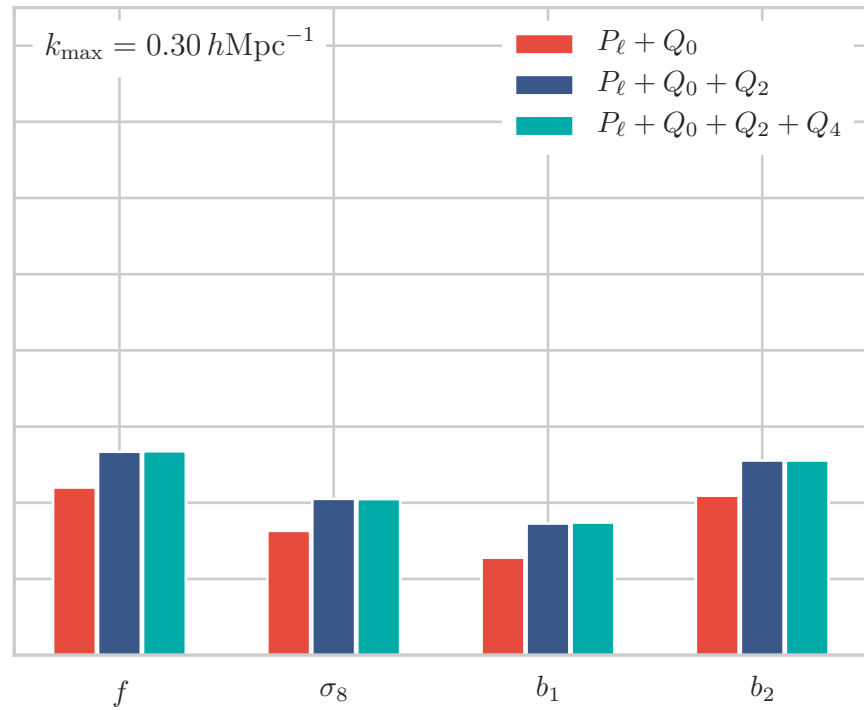 k_max = 0.30 hMpc⁻¹
P_ℓ + Q_0
P_ℓ + Q_0 + Q_2
P_ℓ + Q_0 + Q_2 + Q_4
f σ_8 b_1 b_2